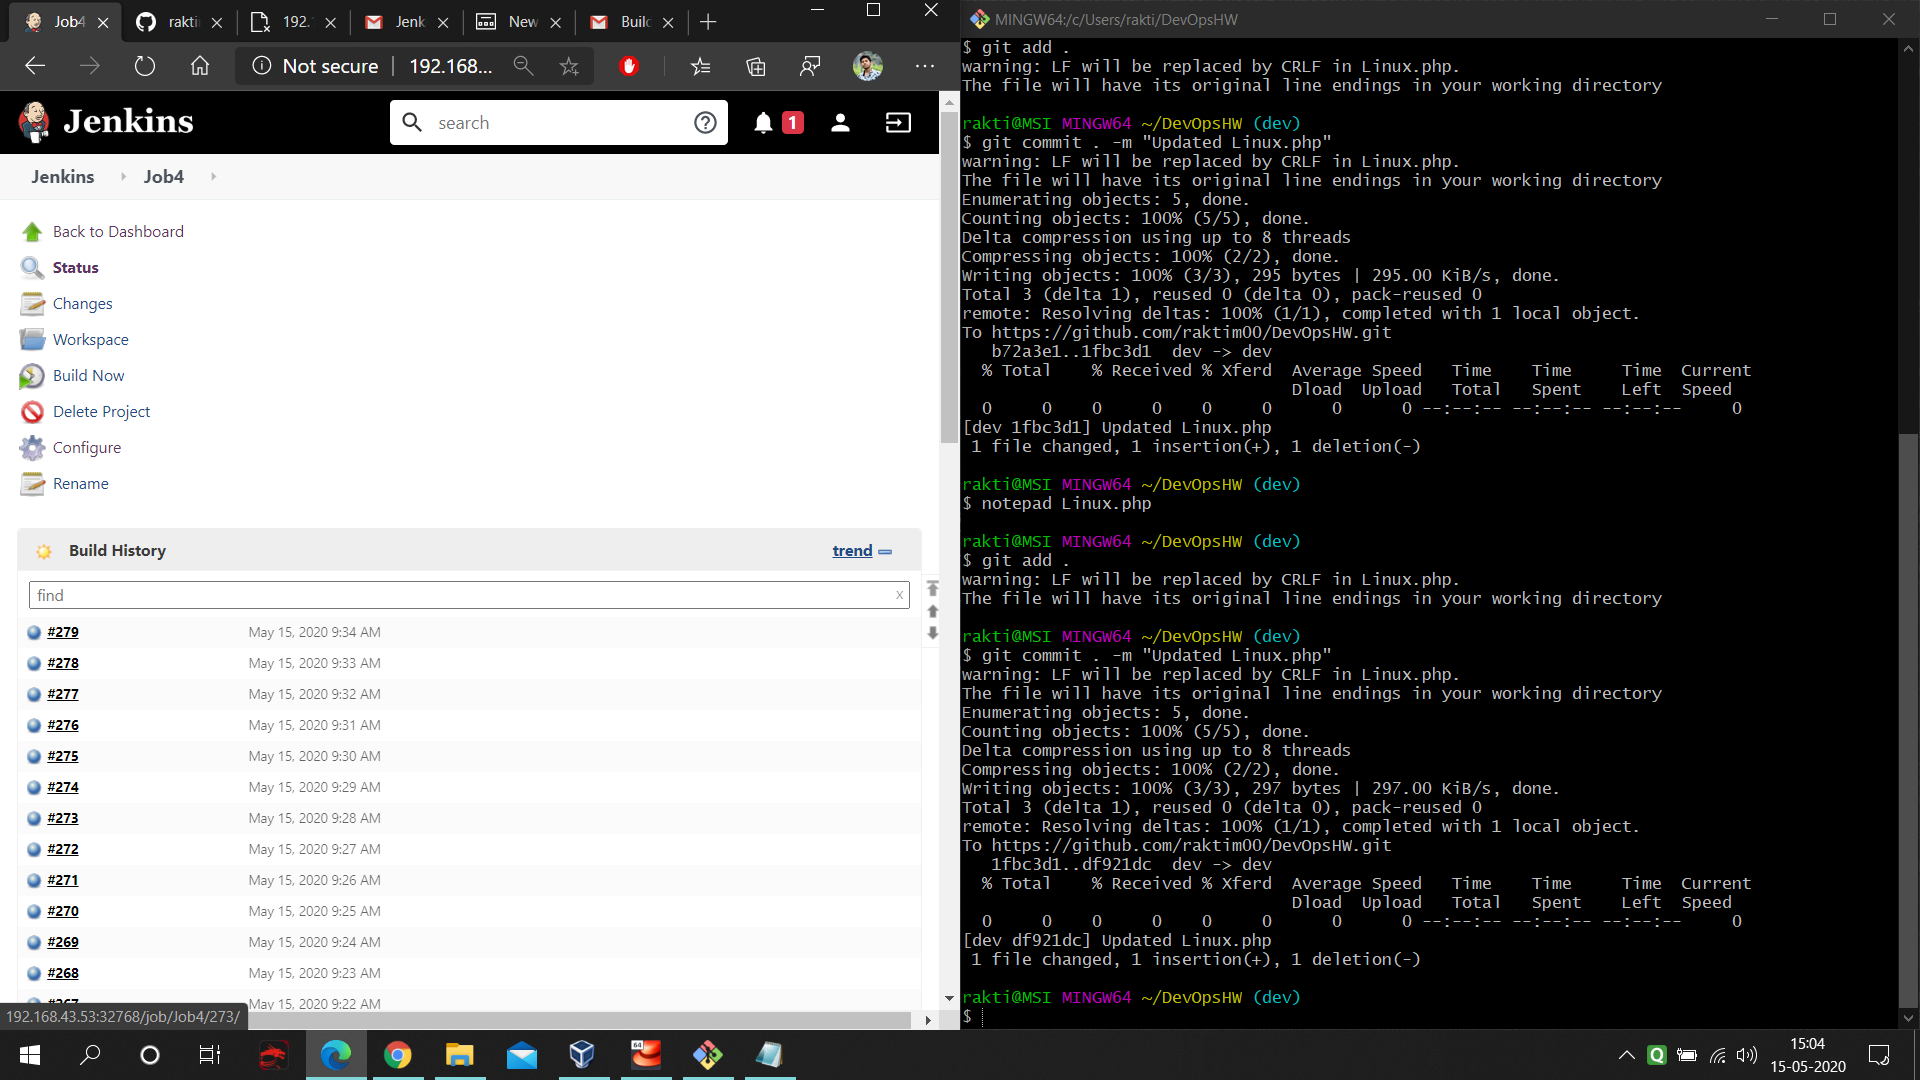 Job4
rakti
192.
Jenk
New
Build
Not secure
192.168...
Jenkins
search
1
Jenkins
Job4
Back to Dashboard
Status
Changes
Workspace
Build Now
Delete Project
Configure
Rename
Build History
trend
find
x
#279 May 15, 2020 9:34 AM
#278 May 15, 2020 9:33 AM
#277 May 15, 2020 9:32 AM
#276 May 15, 2020 9:31 AM
#275 May 15, 2020 9:30 AM
#274 May 15, 2020 9:29 AM
#273 May 15, 2020 9:28 AM
#272 May 15, 2020 9:27 AM
#271 May 15, 2020 9:26 AM
#270 May 15, 2020 9:25 AM
#269 May 15, 2020 9:24 AM
#268 May 15, 2020 9:23 AM
#267 May 15, 2020 9:22 AM
192.168.43.53:32768/job/Job4/273/
MINGW64:/c/Users/rakti/DevOpsHW
$ git add .
warning: LF will be replaced by CRLF in Linux.php.
The file will have its original line endings in your working directory
rakti@MSI MINGW64 ~/DevOpsHW (dev)
$ git commit . -m "Updated Linux.php"
warning: LF will be replaced by CRLF in Linux.php.
The file will have its original line endings in your working directory
Enumerating objects: 5, done.
Counting objects: 100% (5/5), done.
Delta compression using up to 8 threads
Compressing objects: 100% (2/2), done.
Writing objects: 100% (3/3), 295 bytes | 295.00 KiB/s, done.
Total 3 (delta 1), reused 0 (delta 0), pack-reused 0
remote: Resolving deltas: 100% (1/1), completed with 1 local object.
To https://github.com/raktim00/DevOpsHW.git
b72a3e1..1fbc3d1 dev -> dev
% Total % Received % Xferd Average Speed Time Time Time Current
Dload Upload Total Spent Left Speed
0 0 0 0 0 0 0 0 --:--:-- --:--:-- --:--:-- 0
[dev 1fbc3d1] Updated Linux.php
1 file changed, 1 insertion(+), 1 deletion(-)
rakti@MSI MINGW64 ~/DevOpsHW (dev)
$ notepad Linux.php
rakti@MSI MINGW64 ~/DevOpsHW (dev)
$ git add .
warning: LF will be replaced by CRLF in Linux.php.
The file will have its original line endings in your working directory
rakti@MSI MINGW64 ~/DevOpsHW (dev)
$ git commit . -m "Updated Linux.php"
warning: LF will be replaced by CRLF in Linux.php.
The file will have its original line endings in your working directory
Enumerating objects: 5, done.
Counting objects: 100% (5/5), done.
Delta compression using up to 8 threads
Compressing objects: 100% (2/2), done.
Writing objects: 100% (3/3), 297 bytes | 297.00 KiB/s, done.
Total 3 (delta 1), reused 0 (delta 0), pack-reused 0
remote: Resolving deltas: 100% (1/1), completed with 1 local object.
To https://github.com/raktim00/DevOpsHW.git
1fbc3d1..df921dc dev -> dev
% Total % Received % Xferd Average Speed Time Time Time Current
Dload Upload Total Spent Left Speed
0 0 0 0 0 0 0 0 --:--:-- --:--:-- --:--:-- 0
[dev df921dc] Updated Linux.php
1 file changed, 1 insertion(+), 1 deletion(-)
rakti@MSI MINGW64 ~/DevOpsHW (dev)
$
64
Q
15:04
15-05-2020